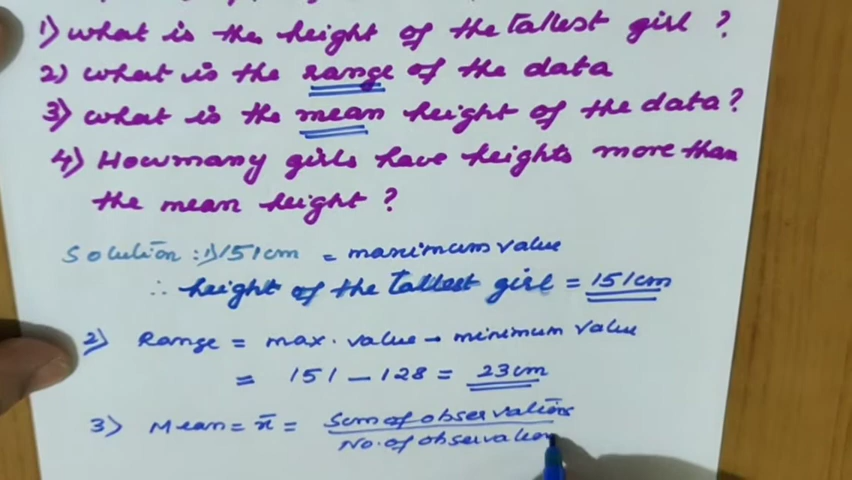 1) what is the height of the tallest girl ?
2) what is the range of the data
3) what is the mean height of the data?
4) How many girls have heights more than
the mean height ?
Solution : 1) 151cm = maximum value
∴ height of the tallest girl = 151cm
2) Range = max. value - minimum value
= 151 - 128 = 23cm
3) Mean = x̄ = Sum of observations
No. of observation